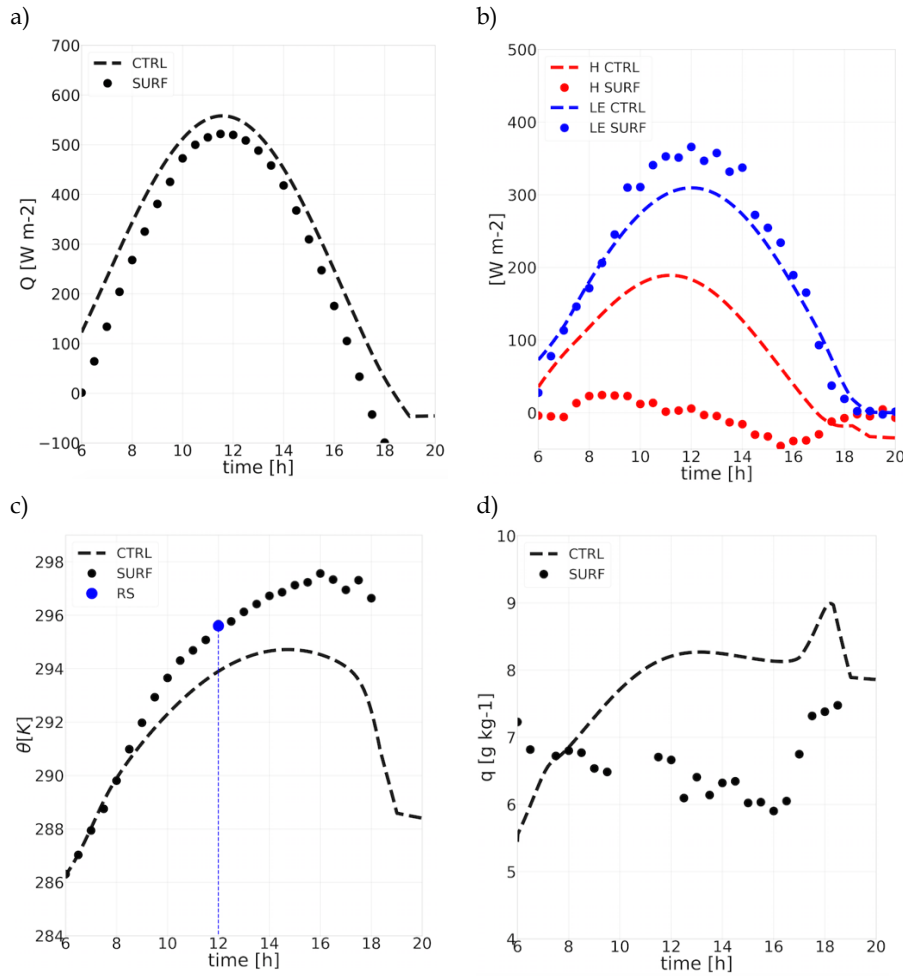 a)
700
600
500
400
300
200
100
0
−100
Q [W m-2]
CTRL
SURF
6 8 10 12 14 16 18 20
time [h]
b)
500
400
300
200
100
0
[W m-2]
H CTRL
H SURF
LE CTRL
LE SURF
6 8 10 12 14 16 18 20
time [h]
c)
298
296
294
292
290
288
286
284
θ[K]
CTRL
SURF
RS
6 8 10 12 14 16 18 20
time [h]
d)
10
9
8
7
6
5
4
q [g kg-1]
CTRL
SURF
6 8 10 12 14 16 18 20
time [h]